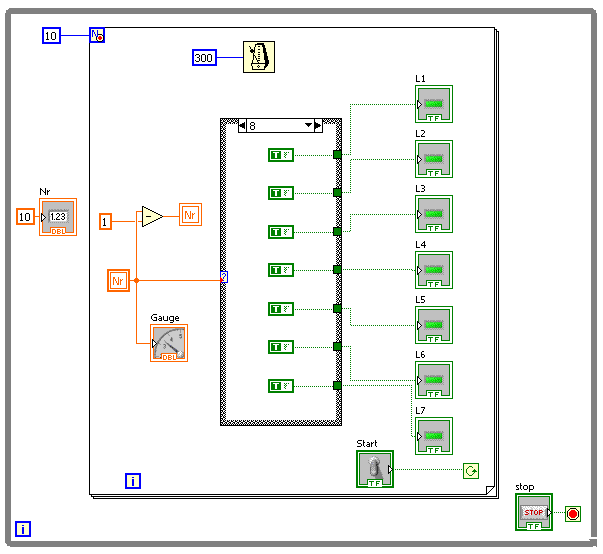 10
N
300
L1
8
L2
Nr
L3
10
1.23
DBL
1
Nr
Nr
?
L4
Gauge
DBL
L5
L6
L7
Start
TF
i
stop
STOP
TF
i
T
T
T
T
T
T
T
TF
TF
TF
TF
TF
TF
TF